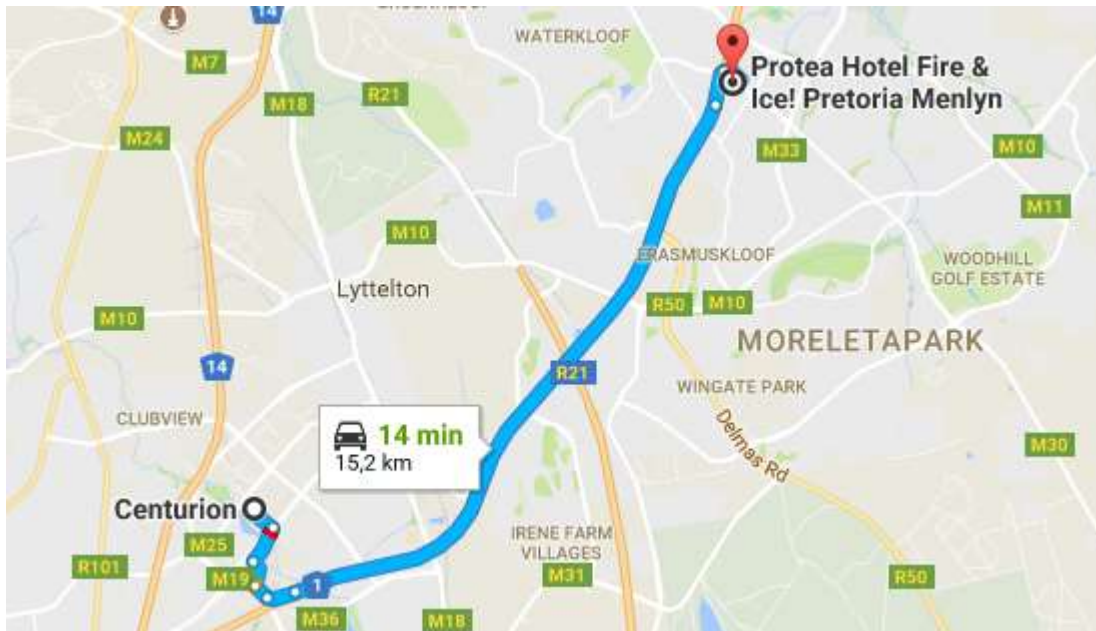 14
WATERKLOOF
M7
Protea Hotel Fire &
Ice! Pretoria Menlyn
R21
M18
M24
M33
M10
M11
M10
ERASMUSKLOOF
WOODHILL
GOLF ESTATE
Lyttelton
R50
M10
M10
MORELETAPARK
14
R21
WINGATE PARK
CLUBVIEW
14 min
15,2 km
Delmas Rd
M30
Centurion
IRENE FARM
VILLAGES
M25
R101
M19
1
M31
R50
M36
M18